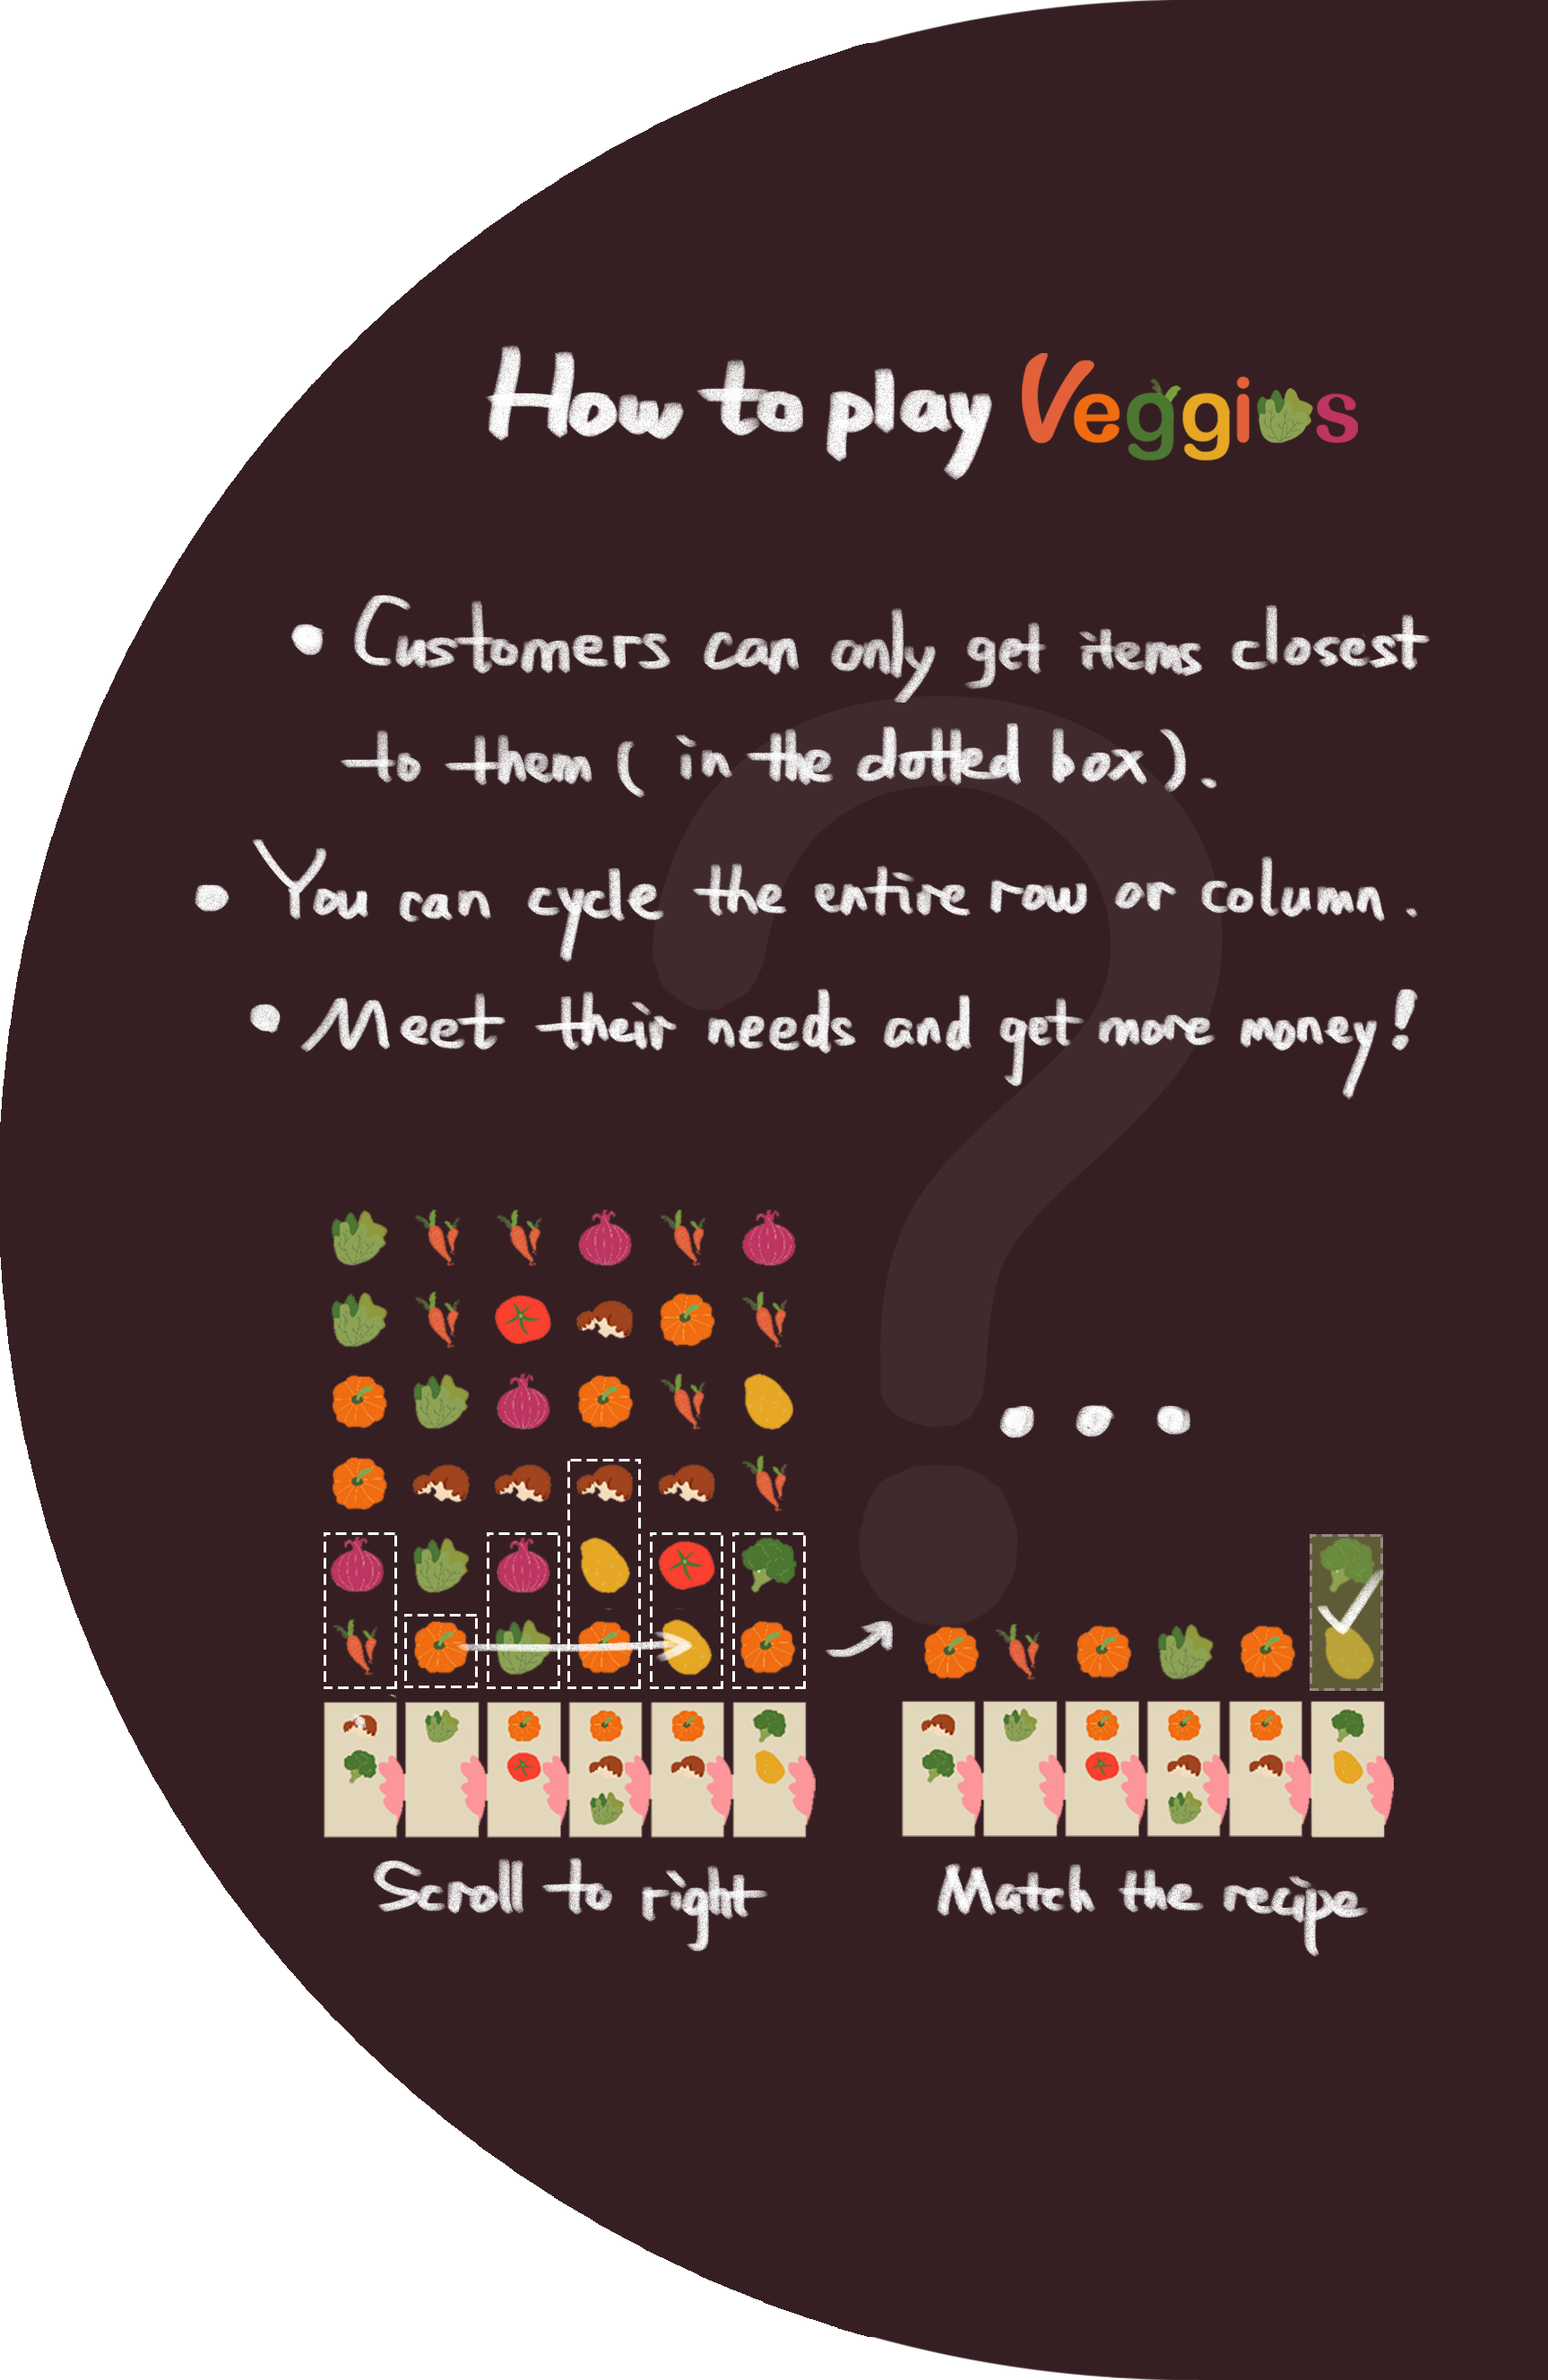 How to play Veggies
• Customers can only get items closest
to them ( in the dotted box ).
• You can cycle the entire row or column.
• Meet their needs and get more money!
...
Scroll to right
Match the recipe